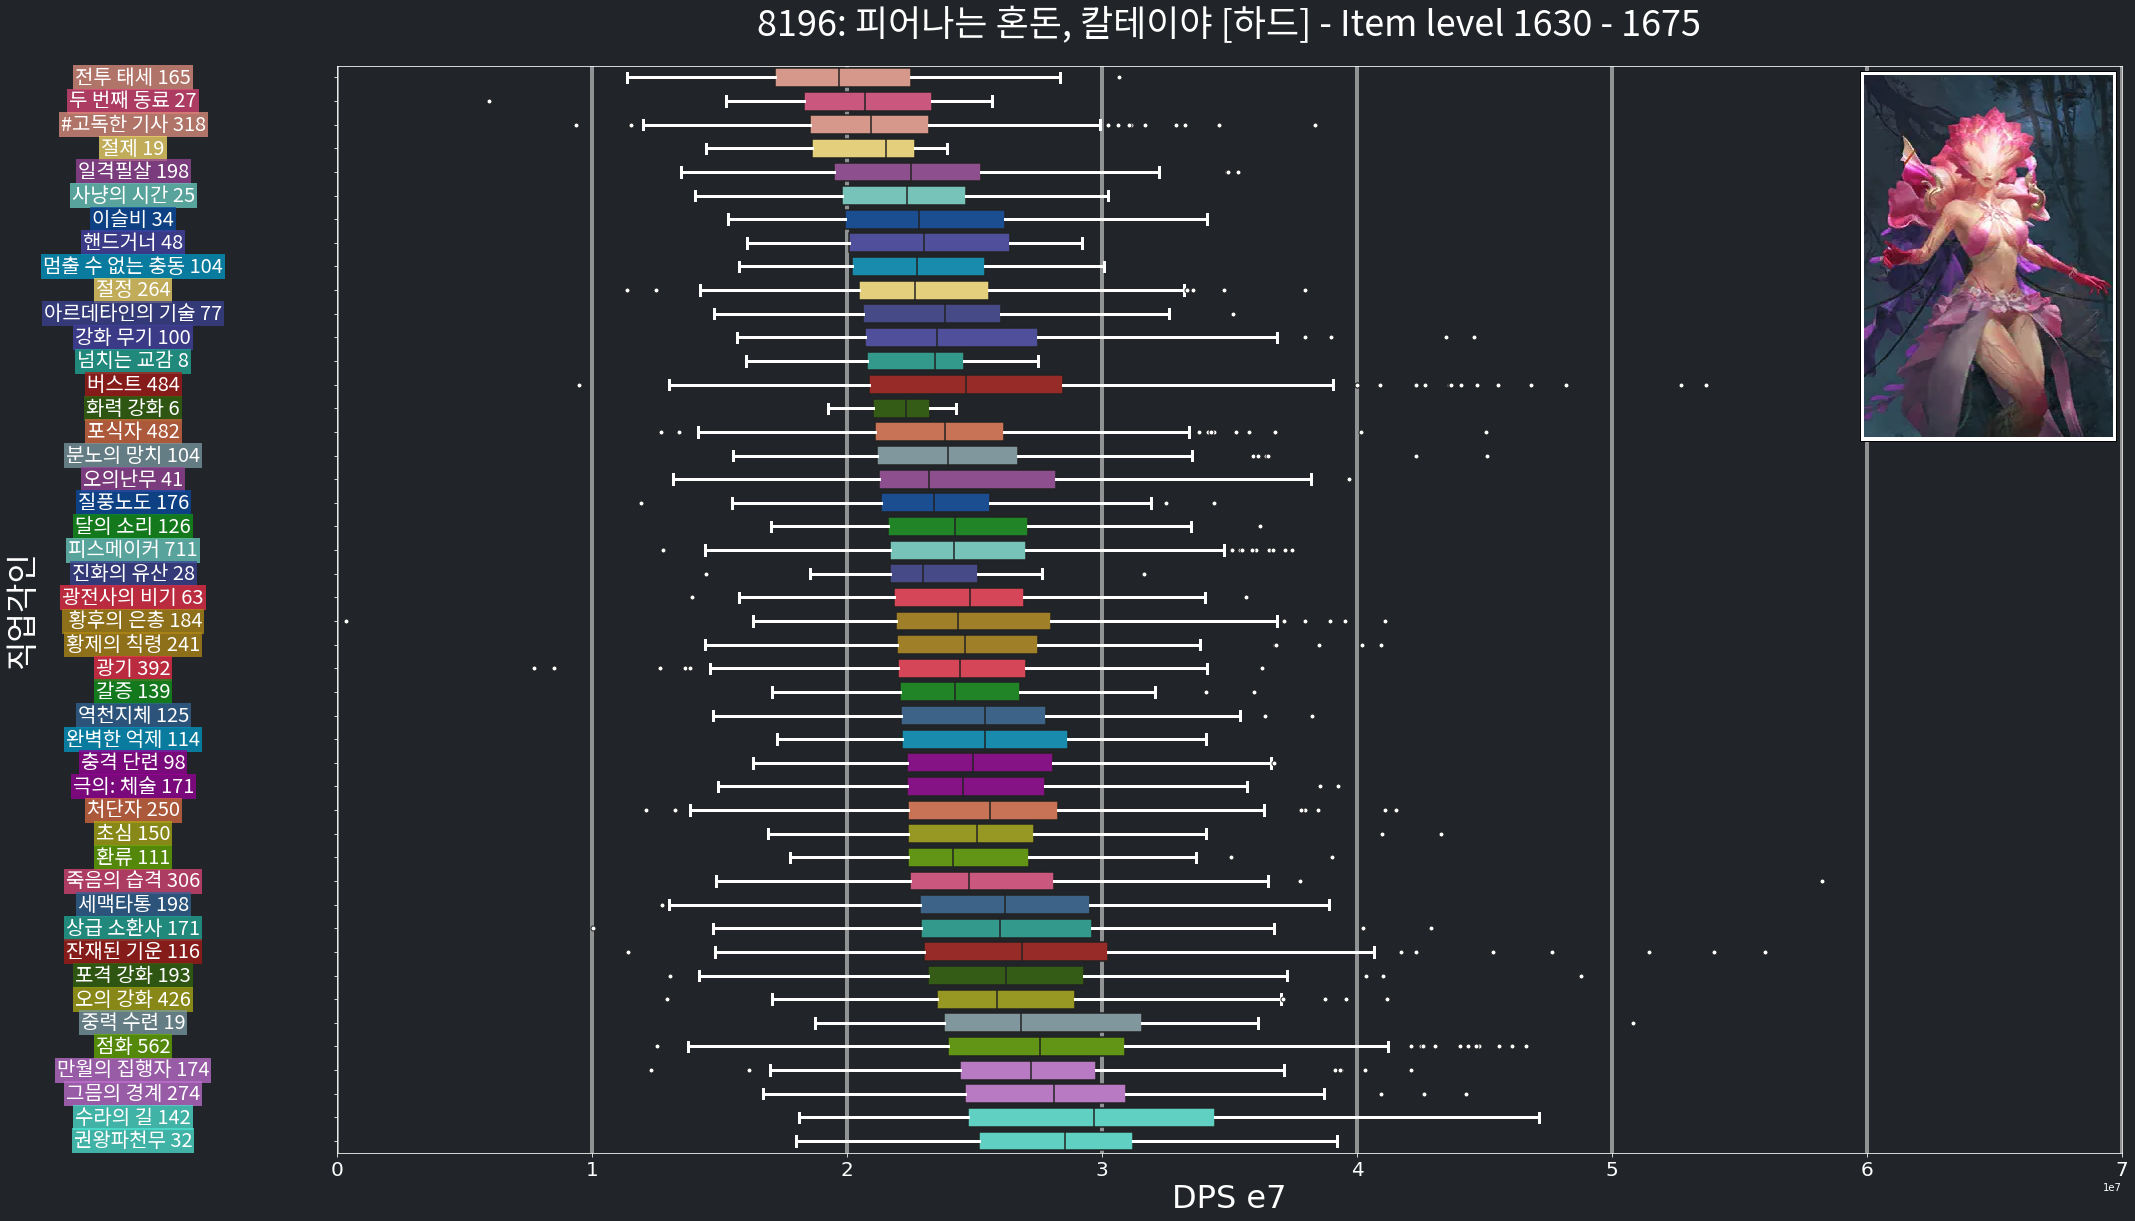 8196: 피어나는 혼돈, 칼테이야 [하드] - Item level 1630 - 1675
전투 태세 165
두 번째 동료 27
#고독한 기사 318
절제 19
일격필살 198
사냥의 시간 25
이슬비 34
핸드거너 48
멈출 수 없는 충동 104
절정 264
아르데타인의 기술 77
강화 무기 100
넘치는 교감 8
버스트 484
화력 강화 6
포식자 482
분노의 망치 104
오의난무 41
질풍노도 176
달의 소리 126
피스메이커 711
진화의 유산 28
광전사의 비기 63
황후의 은총 184
황제의 칙령 241
광기 392
갈증 139
역천지체 125
완벽한 억제 114
충격 단련 98
극의: 체술 171
처단자 250
초심 150
환류 111
죽음의 습격 306
세맥타통 198
상급 소환사 171
잔재된 기운 116
포격 강화 193
오의 강화 426
중력 수련 19
점화 562
만월의 집행자 174
그믐의 경계 274
수라의 길 142
권왕파천무 32
직업각인
0 1 2 3 4 5 6 7
1e7
DPS e7